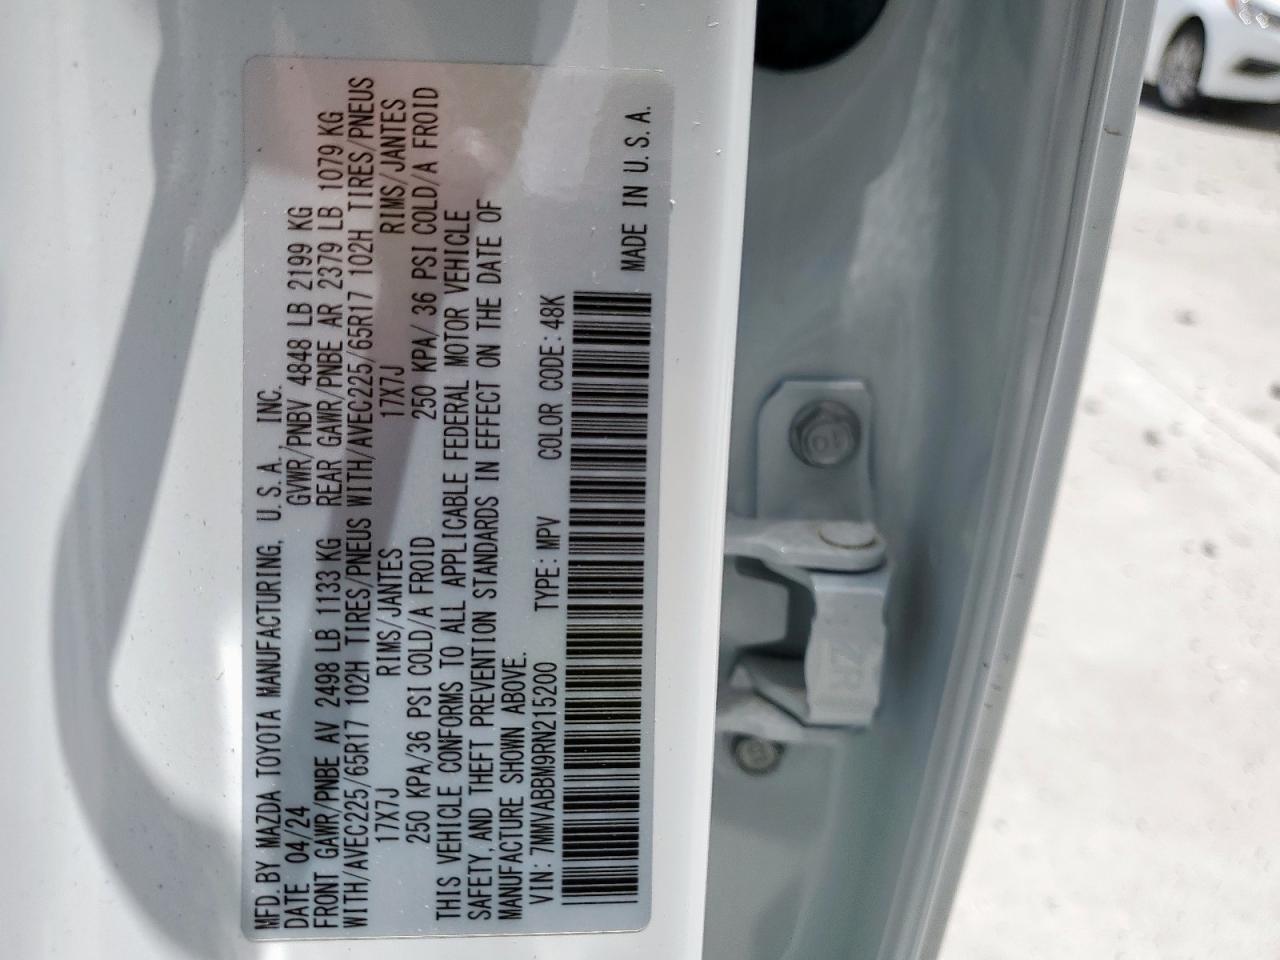 MFD. BY MAZDA TOYOTA MANUFACTURING, U.S.A., INC.
DATE 04/24 GVWR/PNBV 4848 LB 2199 KG
FRONT GAWR/PNBE AV 2498 LB 1133 KG REAR GAWR/PNBE AR 2379 LB 1079 KG
WITH/AVEC225/65R17 102H TIRES/PNEUS WITH/AVEC225/65R17 102H TIRES/PNEUS
17X7J RIMS/JANTES 17X7J RIMS/JANTES
250 KPA/36 PSI COLD/A FROID 250 KPA/ 36 PSI COLD/A FROID
THIS VEHICLE CONFORMS TO ALL APPLICABLE FEDERAL MOTOR VEHICLE
SAFETY, AND THEFT PREVENTION STANDARDS IN EFFECT ON THE DATE OF
MANUFACTURE SHOWN ABOVE.
VIN: 7MMVABBM9RN215200 TYPE: MPV COLOR CODE: 48K
MADE IN U.S.A.
10
ZR